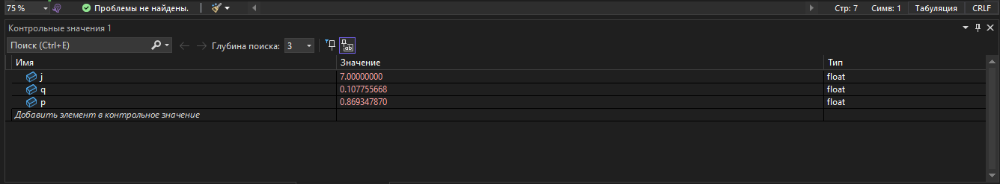 75 % Проблемы не найдены. Стр: 7 Симв: 1 Табуляция CRLF
Контрольные значения 1
Поиск (Ctrl+E) Глубина поиска: 3
Имя Значение Тип
j 7.00000000 float
q 0.107755668 float
p 0.869347870 float
Добавить элемент в контрольное значение